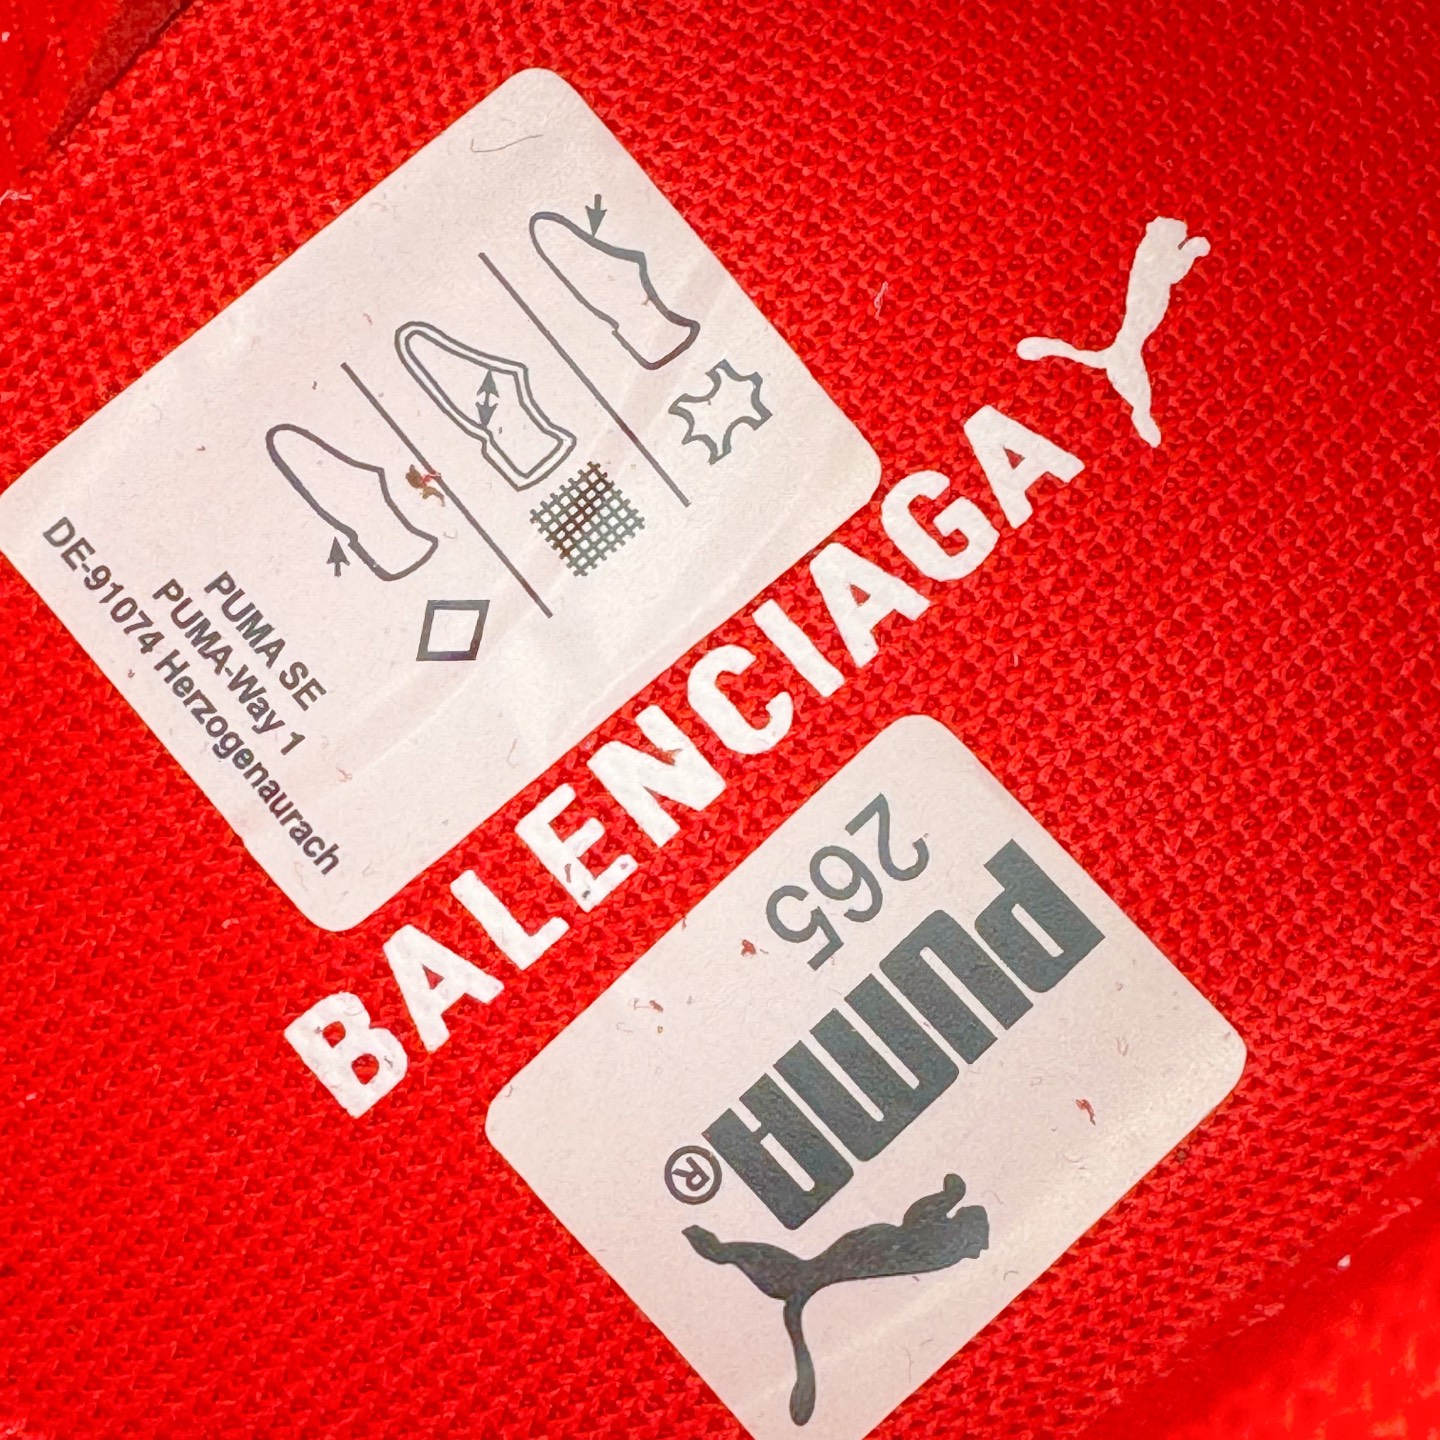 PUMA SE
PUMA-Way 1
DE-91074 Herzogenaurach
BALENCIAGA
265
PUMA
®